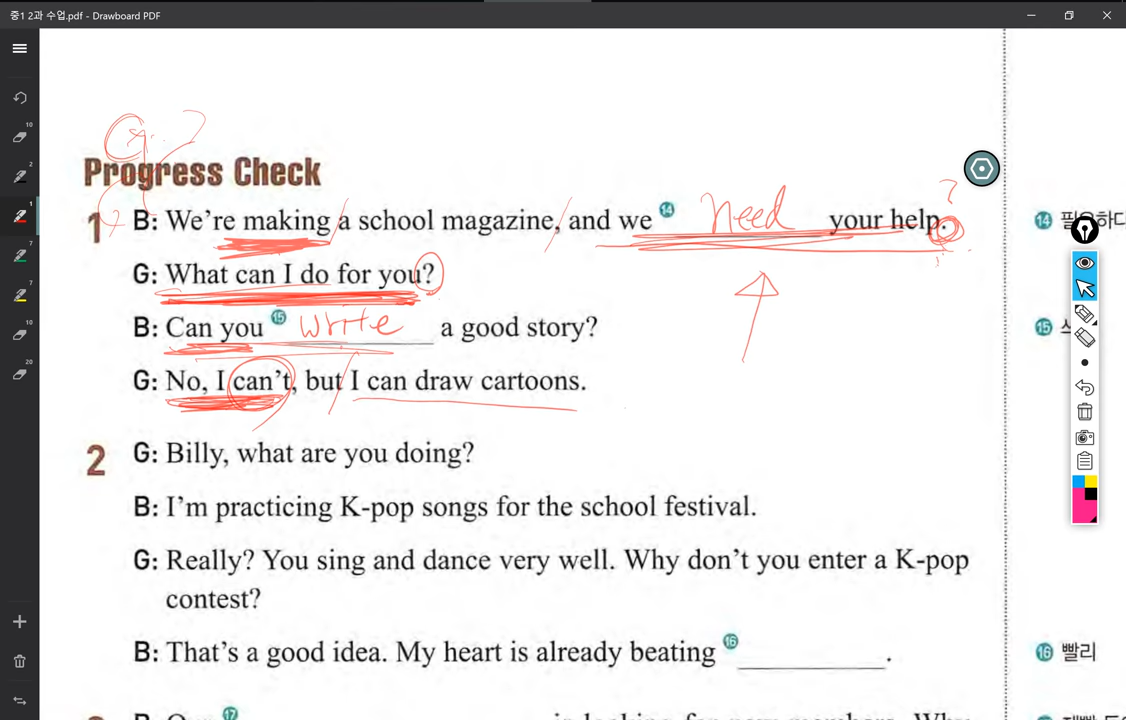 중1 2과 수업.pdf - Drawboard PDF
Progress Check
1 B: We're making a school magazine, and we ⑭ need your help.
G: What can I do for you?
B: Can you ⑮ write a good story?
G: No, I can't, but I can draw cartoons.
2 G: Billy, what are you doing?
B: I'm practicing K-pop songs for the school festival.
G: Really? You sing and dance very well. Why don't you enter a K-pop
contest?
B: That's a good idea. My heart is already beating ⑯ ________.
⑭ 필요하다
⑮
⑯ 빨리
10
2
1
7
7
10
20